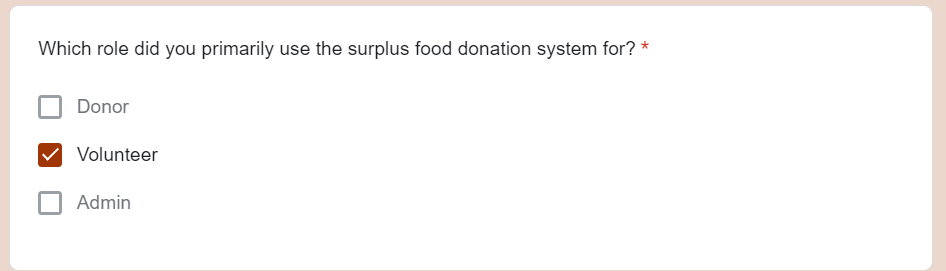 Which role did you primarily use the surplus food donation system for? *
Donor
Volunteer
Admin